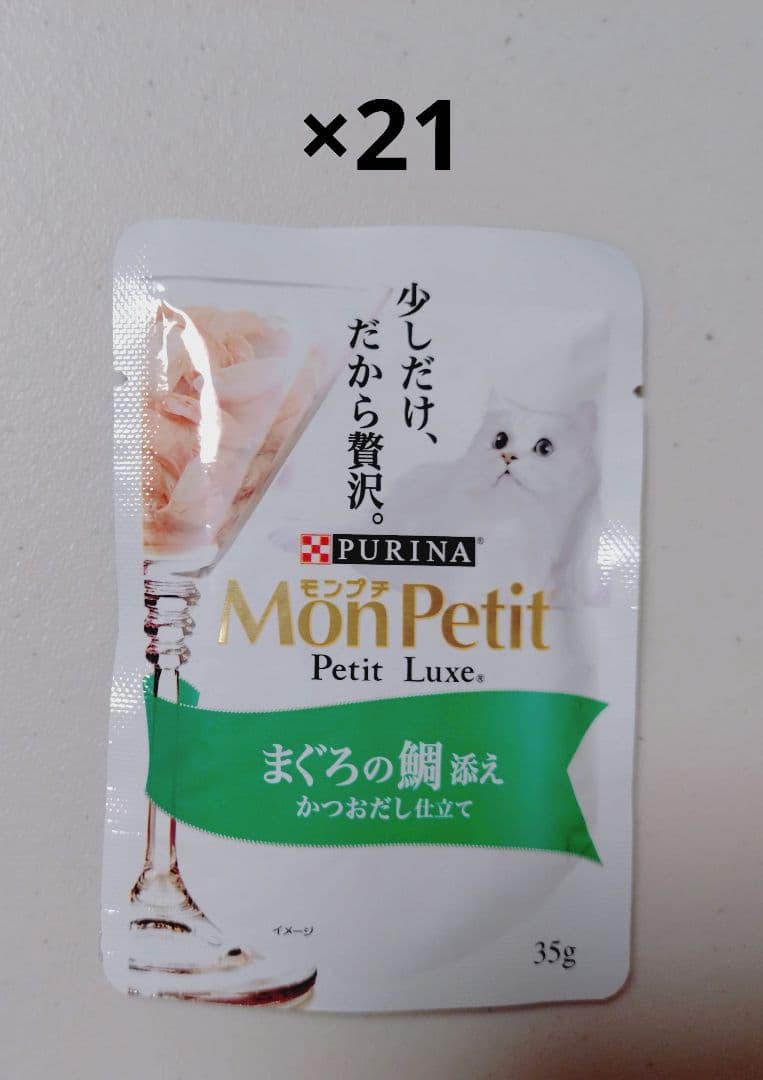 ×21
少しだけ、
だから贅沢。
PURINA®
モンプチ
MonPetit
Petit Luxe®
まぐろの鯛添え
かつおだし仕立て
イメージ
35g